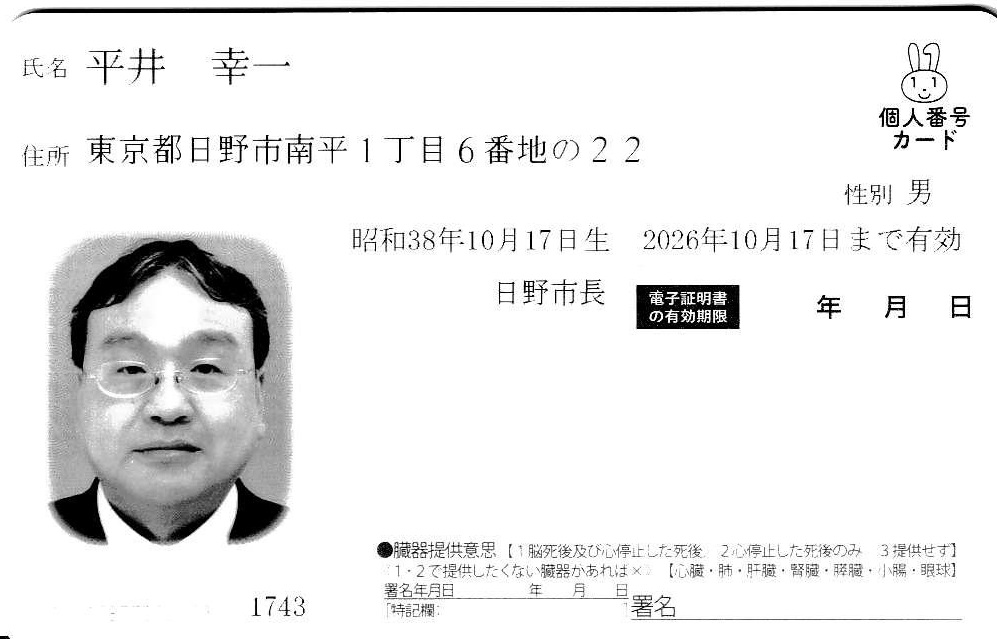 氏名 平井 幸一
個人番号
カード
住所 東京都日野市南平1丁目6番地の22
性別 男
昭和38年10月17日生 2026年10月17日まで有効
日野市長
電子証明書
の有効期限
年 月 日
●臓器提供意思【1脳死後及び心停止した死後 2心停止した死後のみ 3提供せず】
〔1・2で提供したくない臓器があれば×〕【心臓・肺・肝臓・腎臓・膵臓・小腸・眼球】
署名年月日 年 月 日
〔特記欄: 〕署名
1743